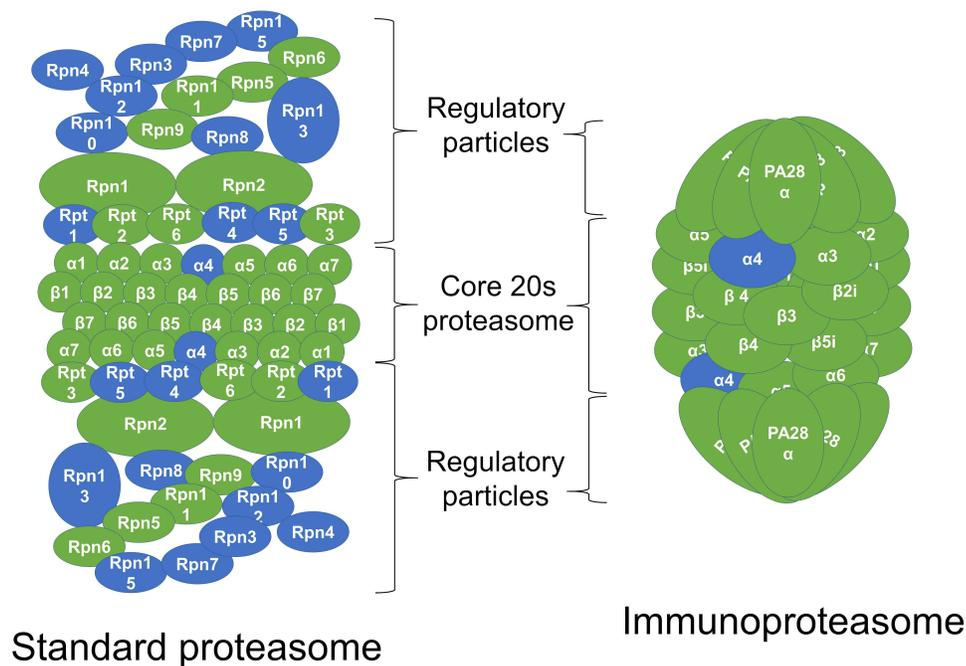 Rpn1
5
Rpn7
Rpn6
Rpn4
Rpn3
Rpn5
Rpn1
2
Rpn1
1
Rpn1
3
Rpn1
0
Rpn9
Rpn8
Rpn1
Rpn2
Rpt
1
Rpt
2
Rpt
6
Rpt
4
Rpt
5
Rpt
3
α1 α2 α3 α4 α5 α6 α7
β1 β2 β3 β4 β5 β6 β7
β7 β6 β5 β4 β3 β2 β1
α7 α6 α5 α4 α3 α2 α1
Rpt
3
Rpt
5
Rpt
4
Rpt
6
Rpt
2
Rpt
1
Rpn2
Rpn1
Rpn1
3
Rpn8
Rpn9
Rpn1
0
Rpn1
1
Rpn1
2
Rpn5
Rpn3
Rpn4
Rpn6
Rpn1
5
Rpn7
Standard proteasome
Regulatory
particles
Core 20s
proteasome
Regulatory
particles
PA28
α
α5
α2
α4
α3
β5i
β 4
β2i
β3
β4
β5i
α3
α7
α4
α6
α5
PA28
α
Immunoproteasome